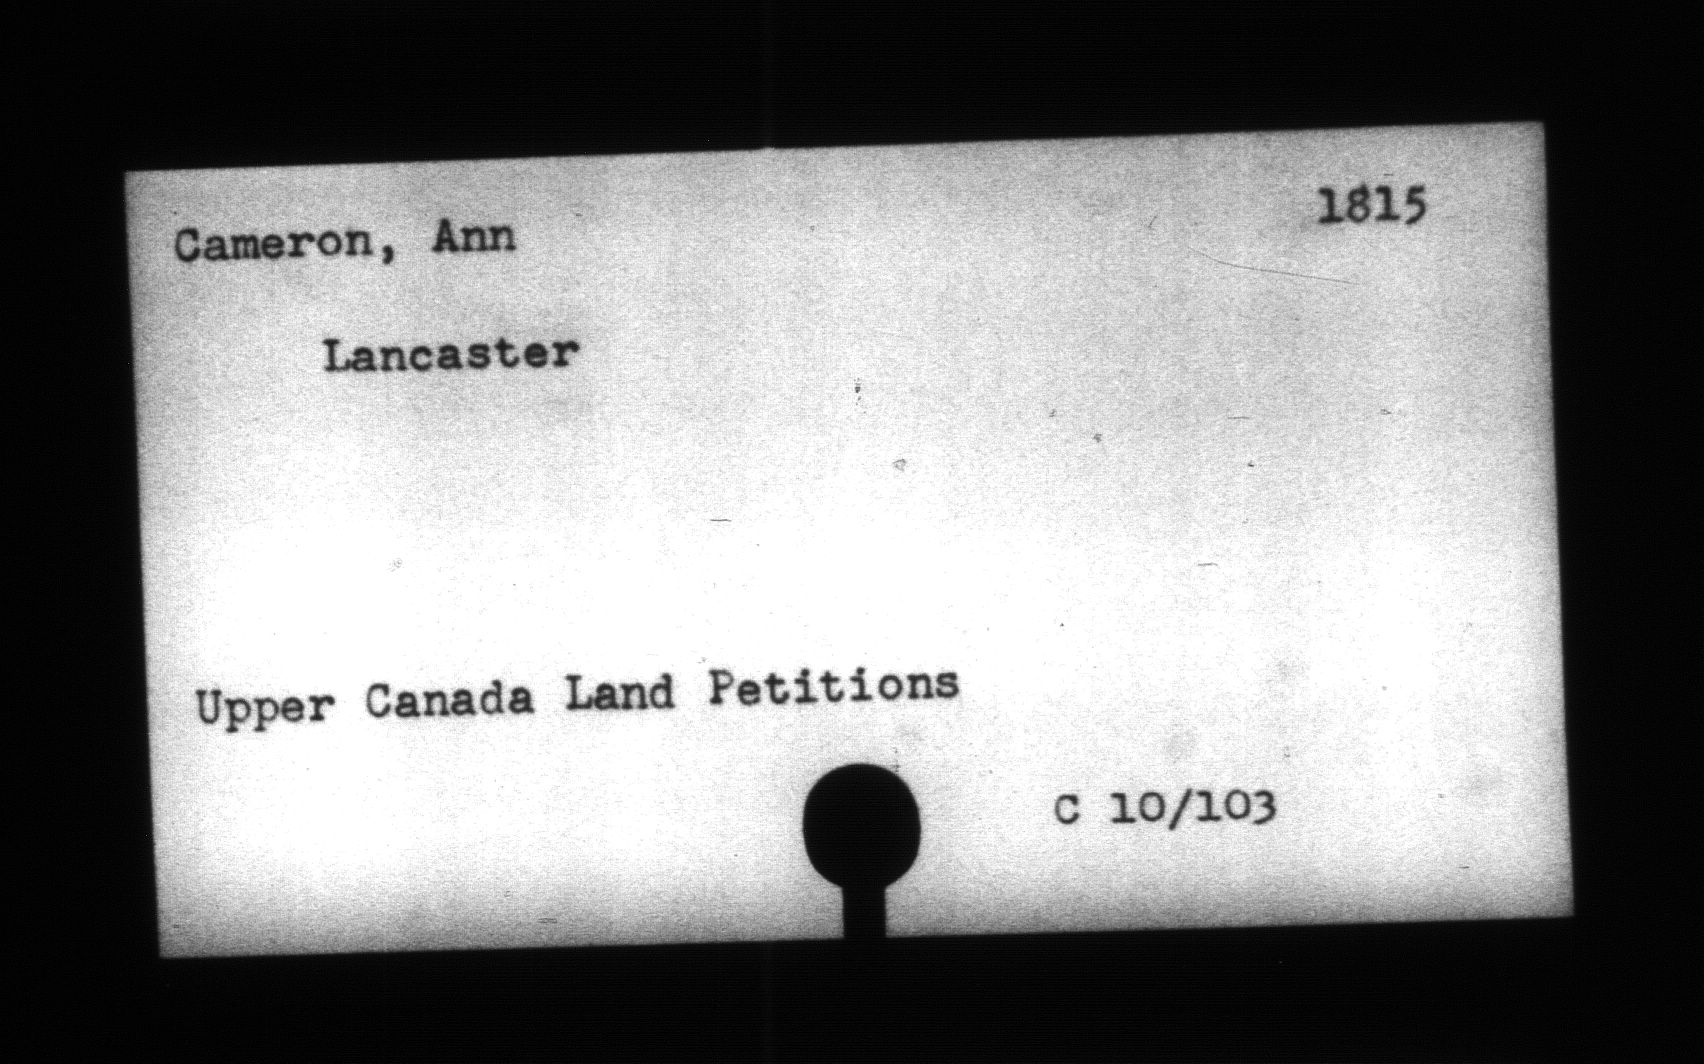 Cameron, Ann 1815
Lancaster
Upper Canada Land Petitions
C 10/103